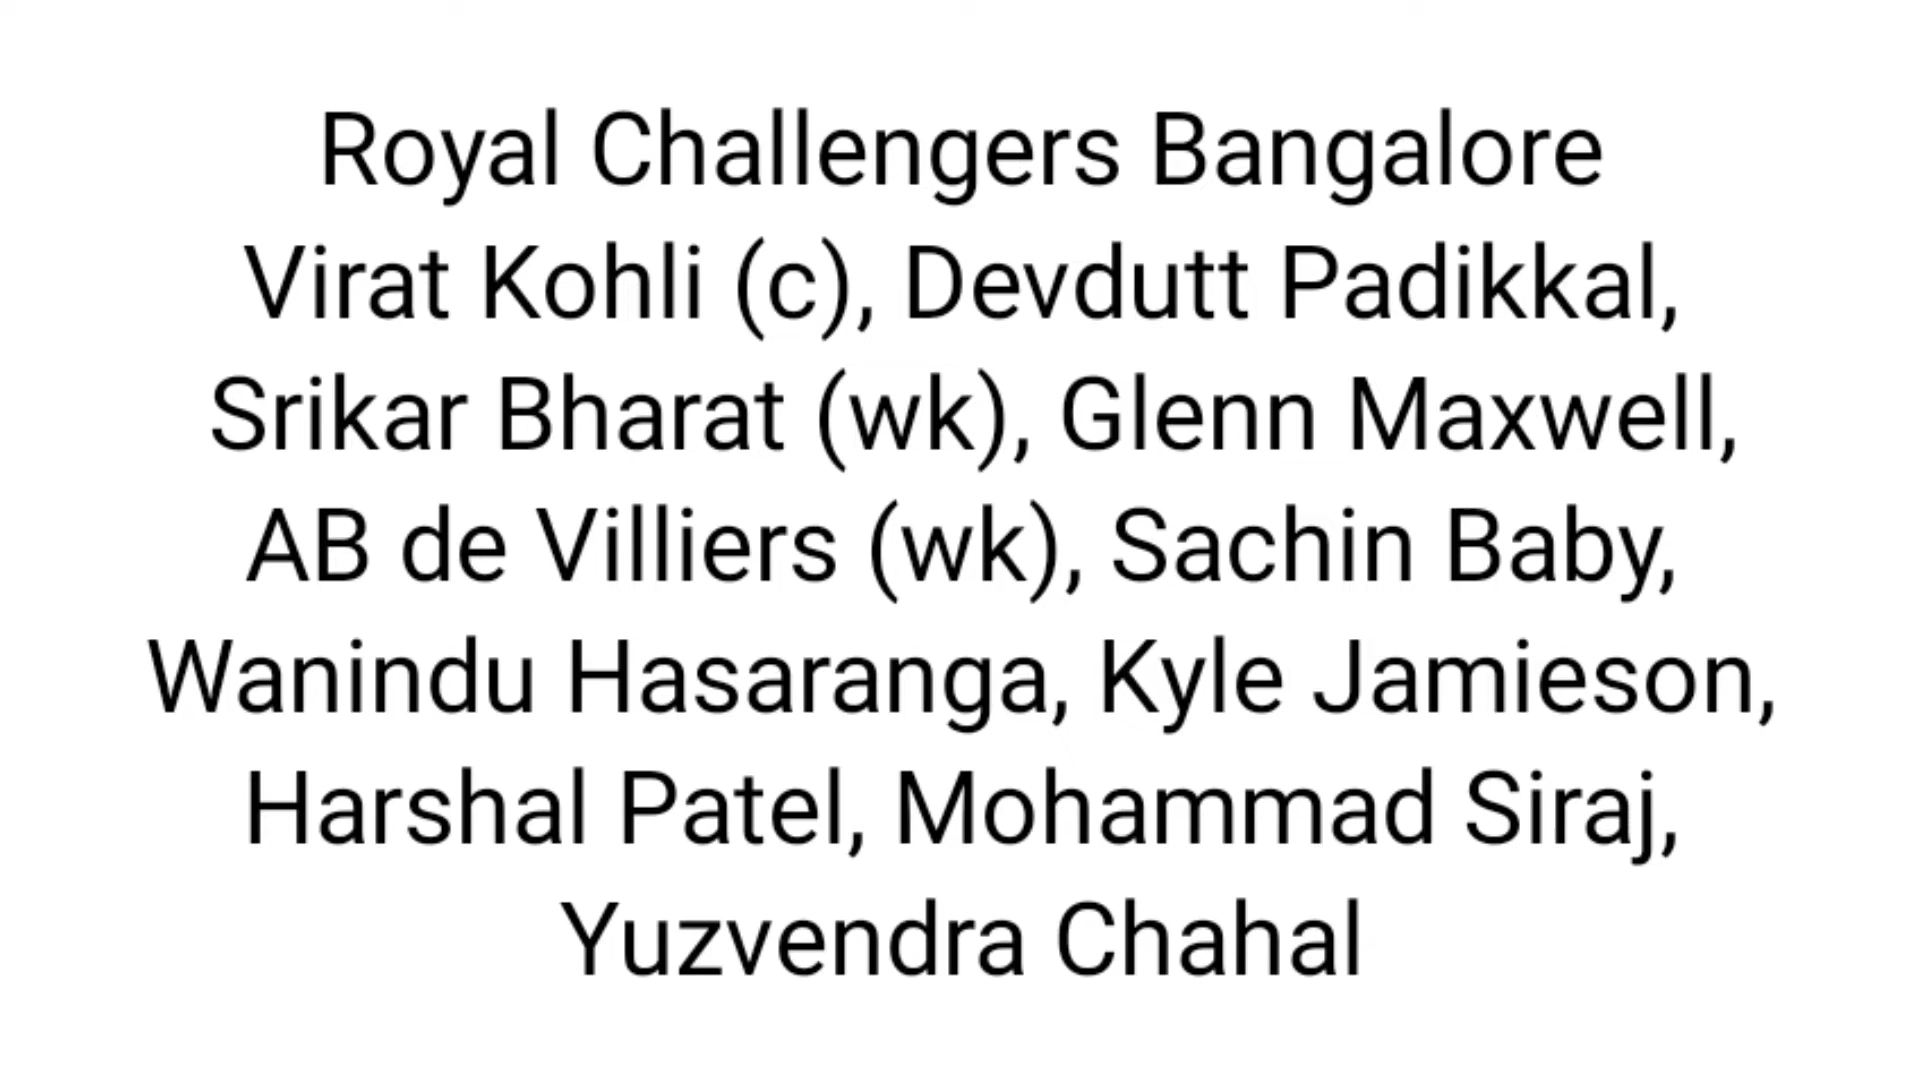 Royal Challengers Bangalore
Virat Kohli (c), Devdutt Padikkal,
Srikar Bharat (wk), Glenn Maxwell,
AB de Villiers (wk), Sachin Baby,
Wanindu Hasaranga, Kyle Jamieson,
Harshal Patel, Mohammad Siraj,
Yuzvendra Chahal